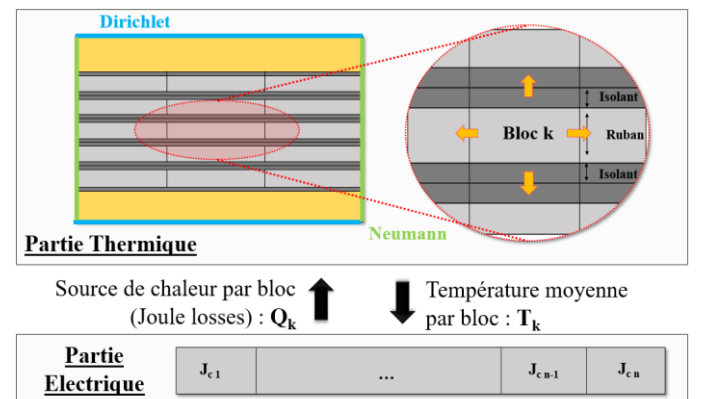 Dirichlet
Isolant
Bloc k
Ruban
Isolant
Neumann
Partie Thermique
Source de chaleur par bloc
(Joule losses) : Qk
Température moyenne
par bloc : Tk
Partie
Electrique
Jc 1
...
Jc n-1
Jc n